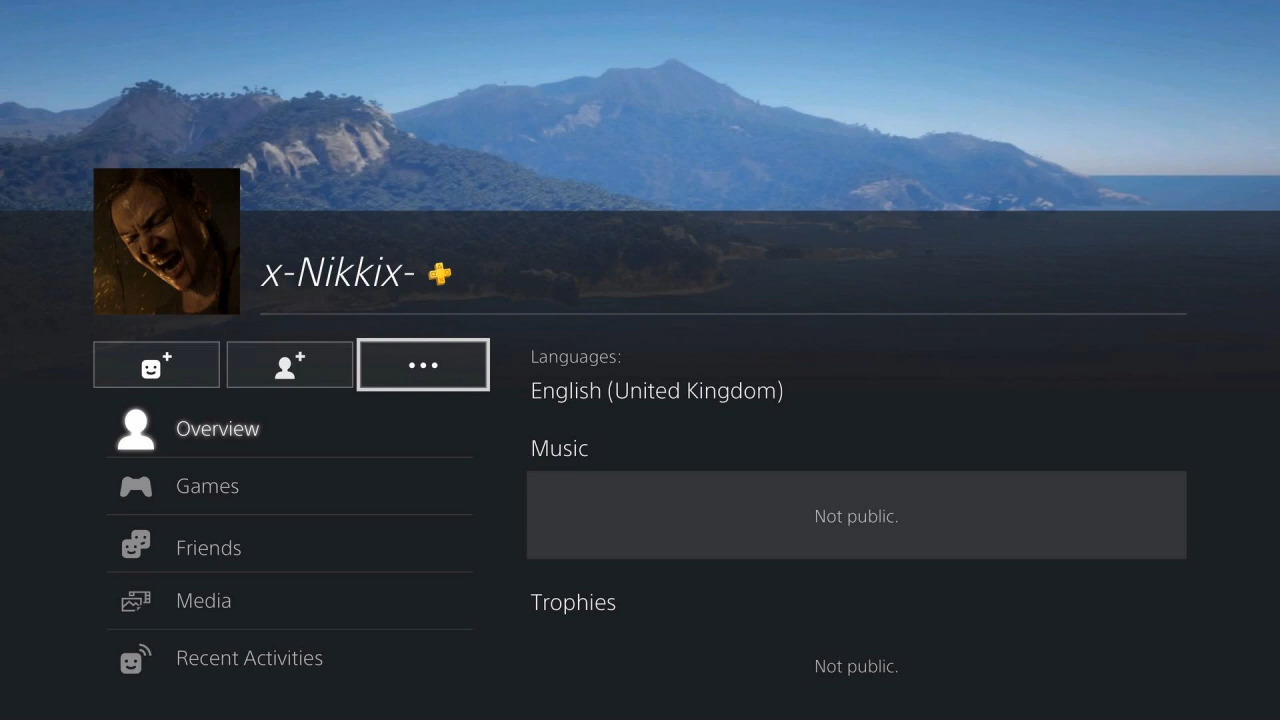 x-Nikkix-
Languages:
English (United Kingdom)
Overview
Games
Friends
Media
Recent Activities
Music
Not public.
Trophies
Not public.